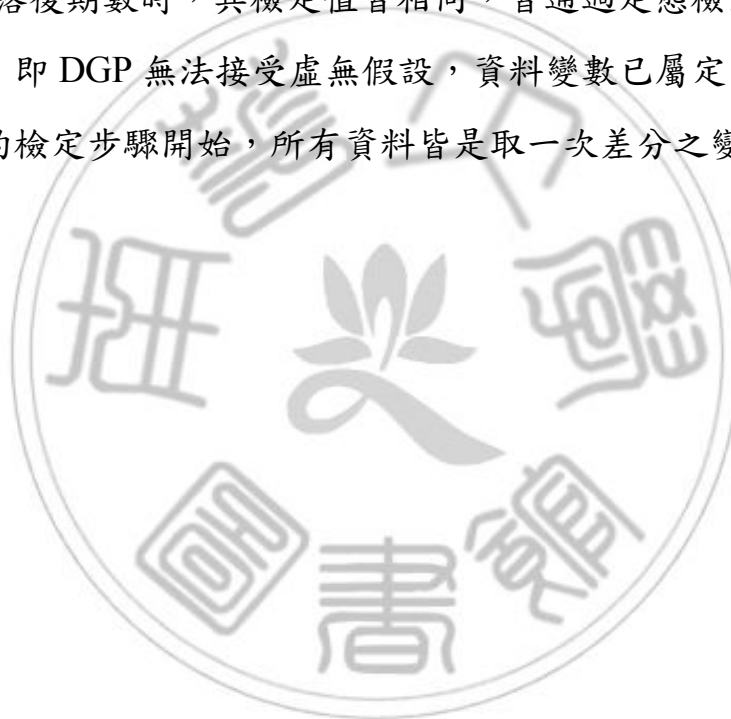 落後期數時，其檢定值皆相同，皆通過定態檢
即 DGP 無法接受虛無假設，資料變數已屬定
的檢定步驟開始，所有資料皆是取一次差分之變
圖
書